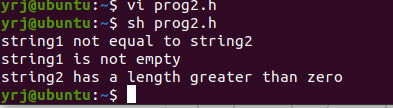 yrj@ubuntu:~$ vi prog2.h
yrj@ubuntu:~$ sh prog2.h
string1 not equal to string2
string1 is not empty
string2 has a length greater than zero
yrj@ubuntu:~$